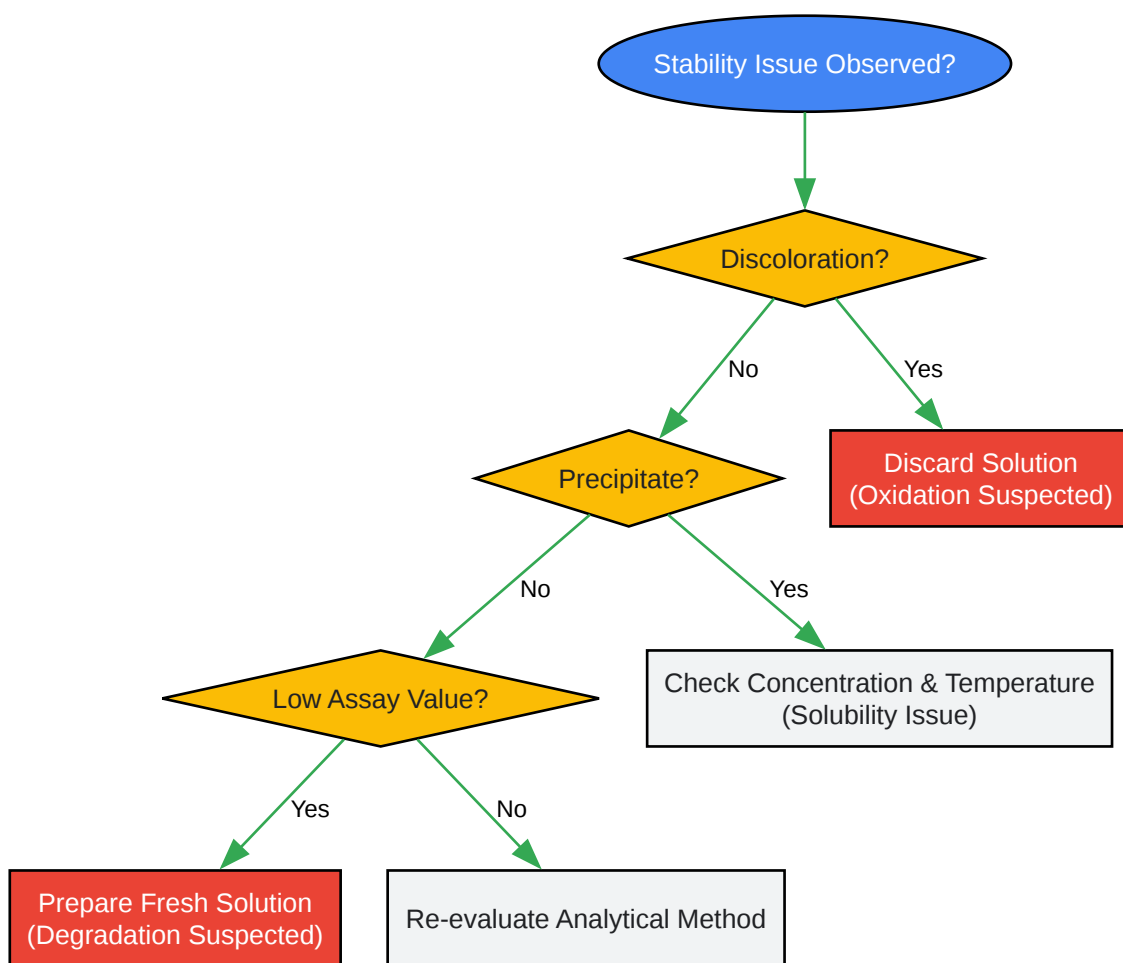 Stability Issue Observed?
Discoloration?
No
Yes
Precipitate?
Discard Solution
(Oxidation Suspected)
No
Yes
Low Assay Value?
Check Concentration & Temperature
(Solubility Issue)
Yes
No
Prepare Fresh Solution
(Degradation Suspected)
Re-evaluate Analytical Method